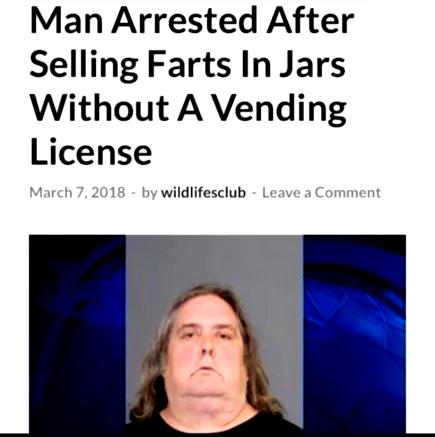 Man Arrested After
Selling Farts In Jars
Without A Vending
License
March 7, 2018 - by wildlifesclub - Leave a Comment